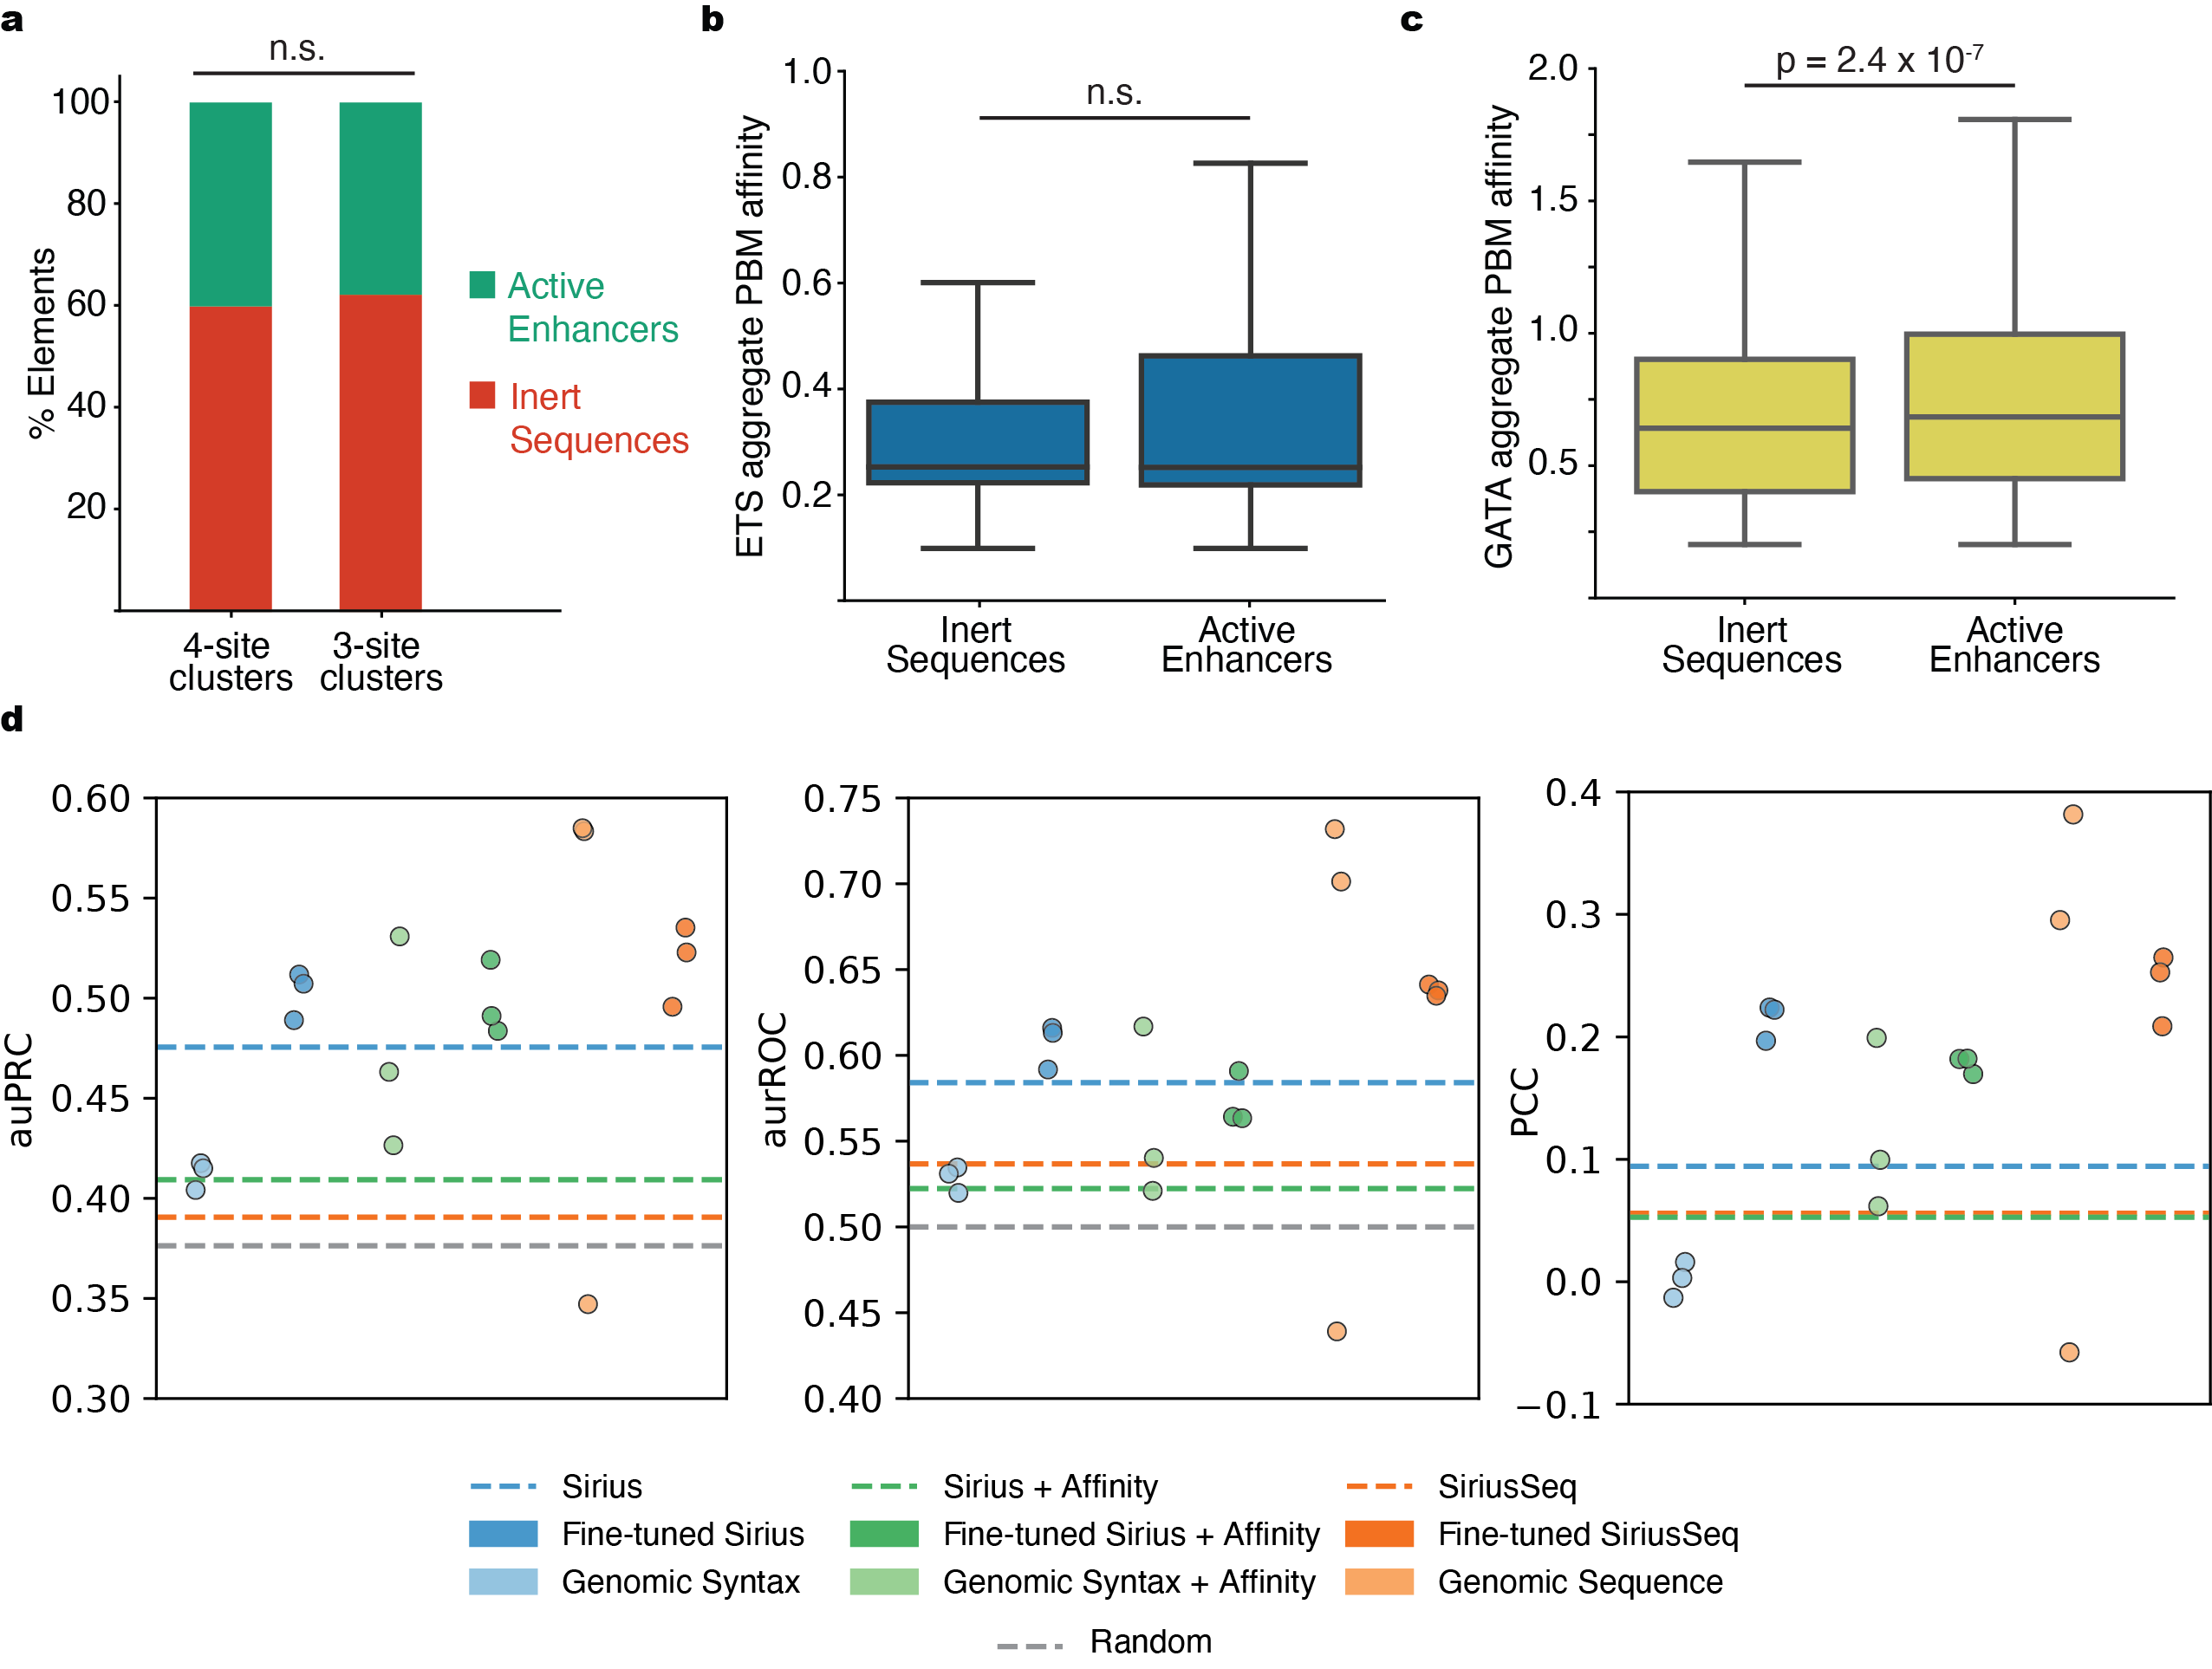 a
n.s.
100
80
60
40
20
% Elements
4-site
clusters
3-site
clusters
Active
Enhancers
Inert
Sequences
b
n.s.
1.0
0.8
0.6
0.4
0.2
ETS aggregate PBM affinity
Inert
Sequences
Active
Enhancers
c
p = 2.4 x 10-7
2.0
1.5
1.0
0.5
GATA aggregate PBM affinity
Inert
Sequences
Active
Enhancers
d
0.60
0.55
0.50
0.45
0.40
0.35
0.30
auPRC
0.75
0.70
0.65
0.60
0.55
0.50
0.45
0.40
aurROC
0.4
0.3
0.2
0.1
0.0
−0.1
PCC
Sirius
Fine-tuned Sirius
Genomic Syntax
Sirius + Affinity
Fine-tuned Sirius + Affinity
Genomic Syntax + Affinity
SiriusSeq
Fine-tuned SiriusSeq
Genomic Sequence
Random